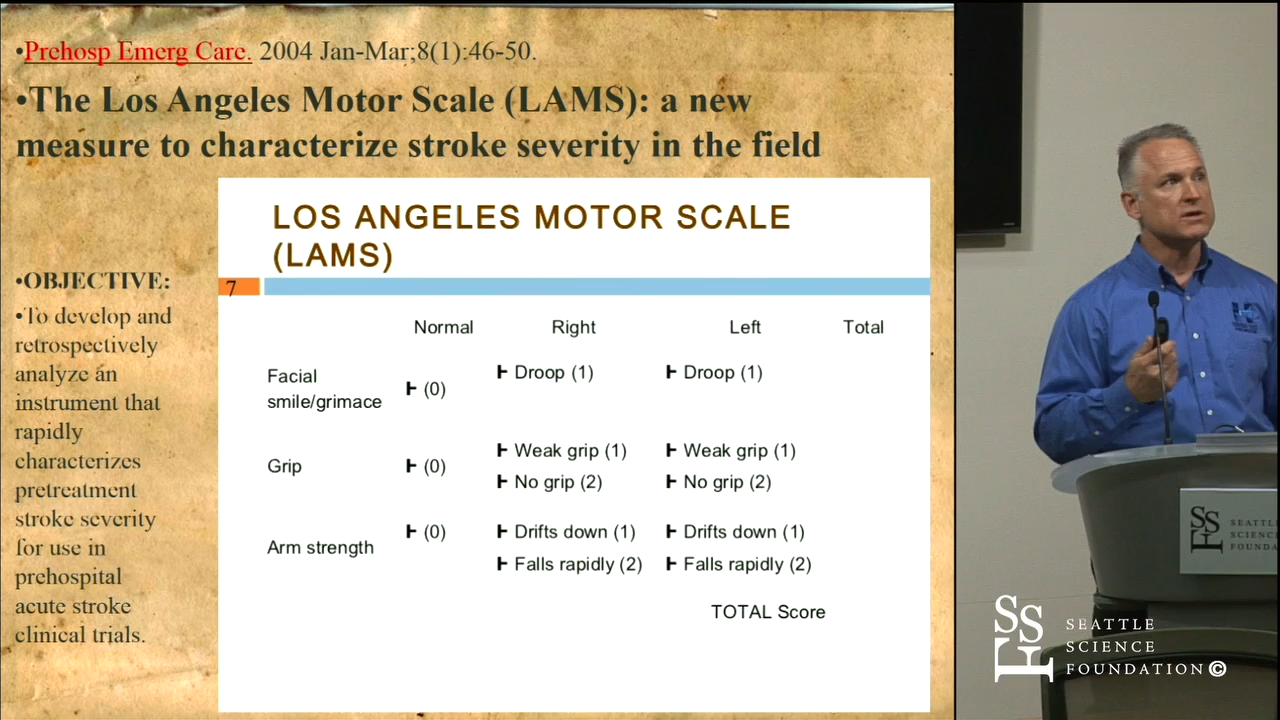 •Prehosp Emerg Care. 2004 Jan-Mar;8(1):46-50.
•The Los Angeles Motor Scale (LAMS): a new
measure to characterize stroke severity in the field
•OBJECTIVE:
•To develop and
retrospectively
analyze an
instrument that
rapidly
characterizes
pretreatment
stroke severity
for use in
prehospital
acute stroke
clinical trials.
LOS ANGELES MOTOR SCALE
(LAMS)
7
Normal Right Left Total
Facial
smile/grimace
(0)
Droop (1) Droop (1)
Grip
(0)
Weak grip (1) Weak grip (1)
No grip (2) No grip (2)
Arm strength
(0)
Drifts down (1) Drifts down (1)
Falls rapidly (2) Falls rapidly (2)
TOTAL Score
SSF
SEATTLE
SCIENCE
FOUNDA
SSF
SEATTLE
SCIENCE
FOUNDATION©